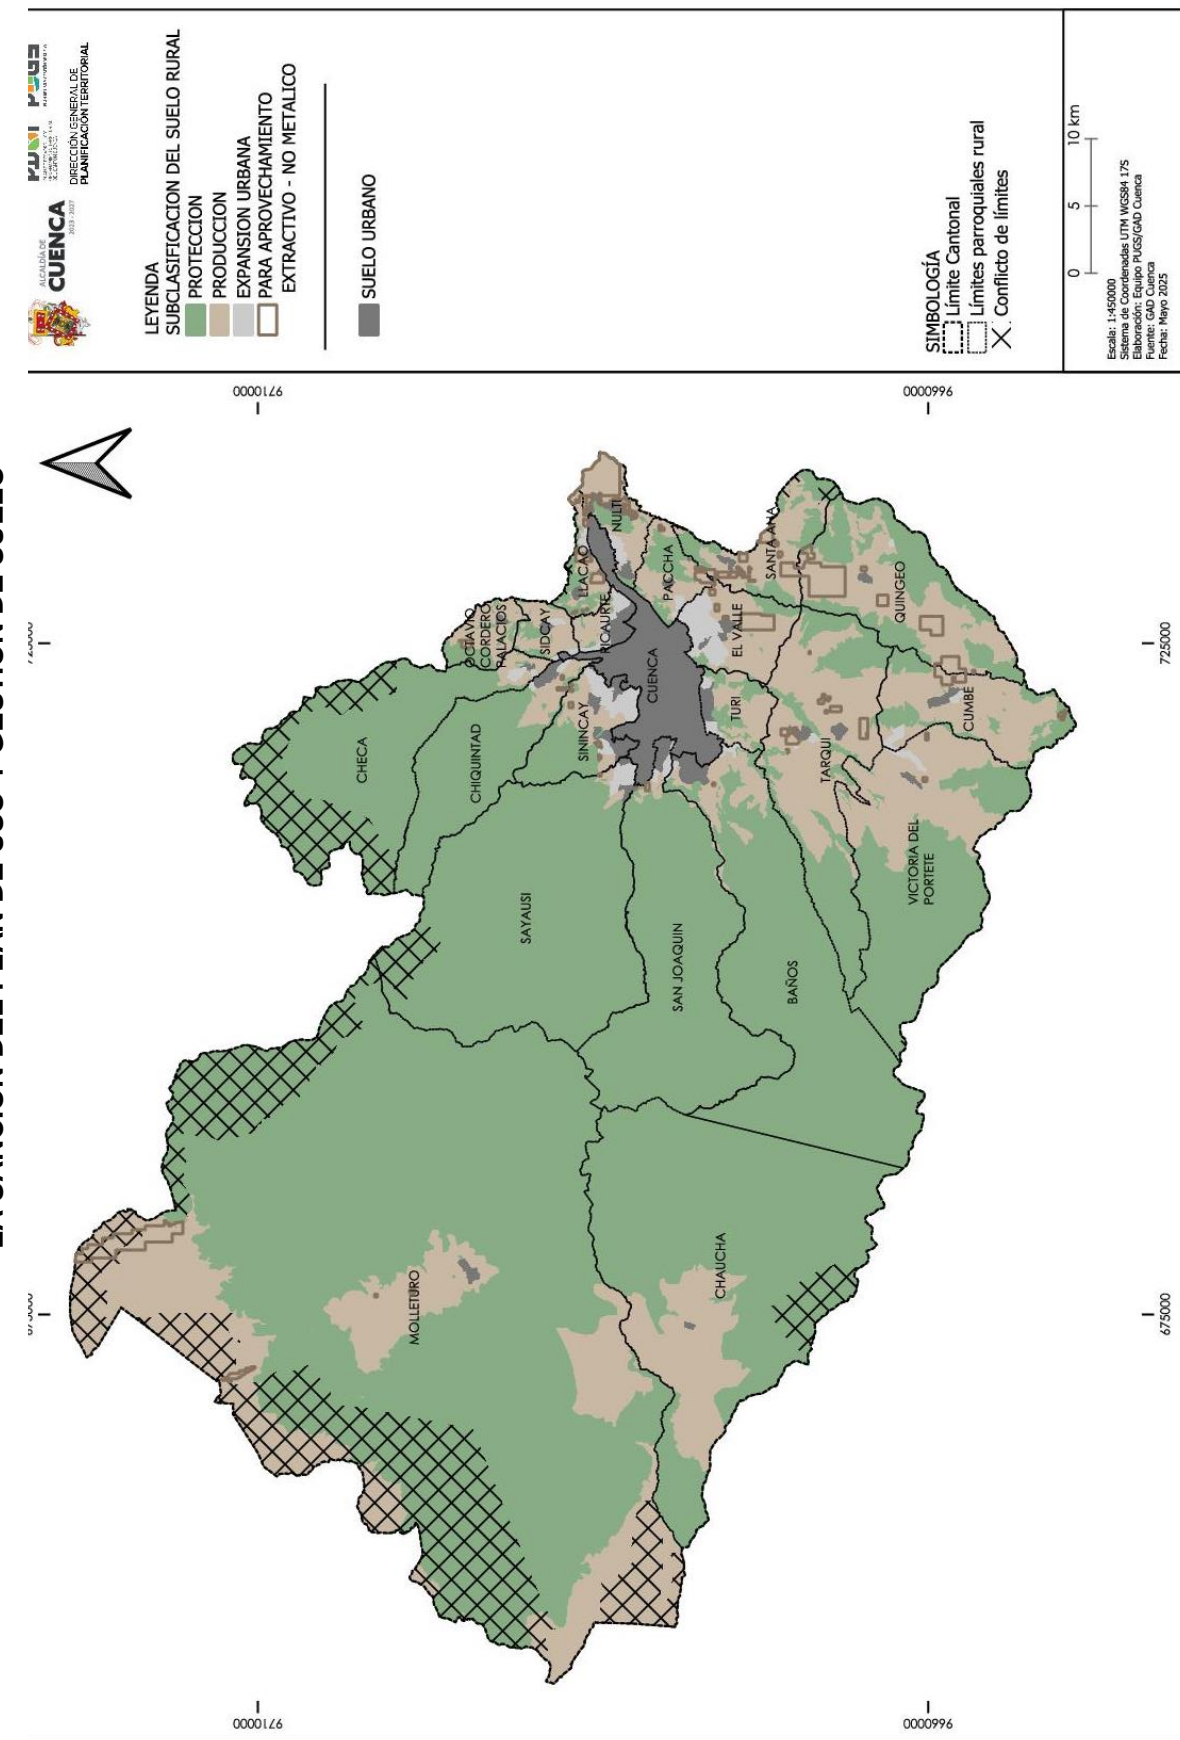 ALCALDÍA DE
CUENCA
2023 - 2027
DIRECCIÓN GENERAL DE
PLANIFICACIÓN TERRITORIAL
LEYENDA
SUBCLASIFICACION DEL SUELO RURAL
PROTECCION
PRODUCCION
EXPANSION URBANA
PARA APROVECHAMIENTO
EXTRACTIVO - NO METALICO
SUELO URBANO
SIMBOLOGÍA
Límite Cantonal
Límites parroquiales rural
Conflicto de límites
0 5 10 km
Escala: 1:450000
Sistema de Coordenadas UTM WGS84 17S
Elaboración: Equipo PUGS/GAD Cuenca
Fuente: GAD Cuenca
Fecha: Mayo 2025
9710000
9660000
9710000
9660000
675000
725000
CHECA
CHIQUINTAD
OCTAVIO
CORDERO
PALACIOS
SIDCAY
LLACAO
RICAURTE
NULTI
SININCAY
CUENCA
PACCHA
SAYAUSI
SAN JOAQUIN
BAÑOS
TURI
EL VALLE
SANTA ANA
TARQUI
QUINGEO
CUMBE
VICTORIA DEL
PORTETE
MOLLETURO
CHAUCHA